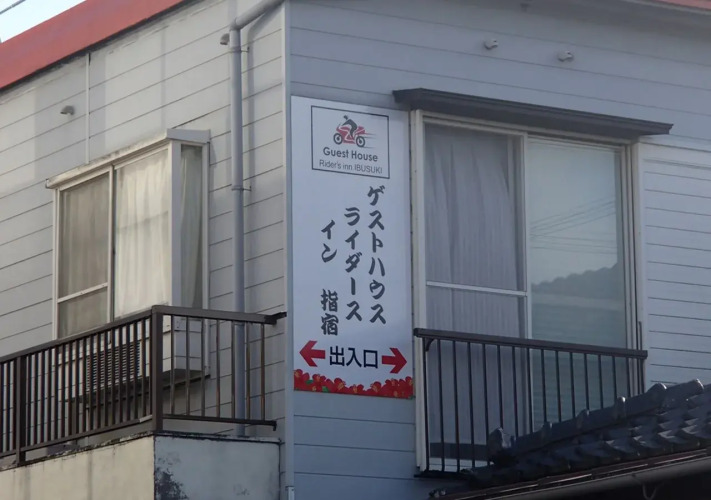 Guest House
Rider's inn IBUSUKI
ゲストハウス
ライダース
イン 指宿
出入口